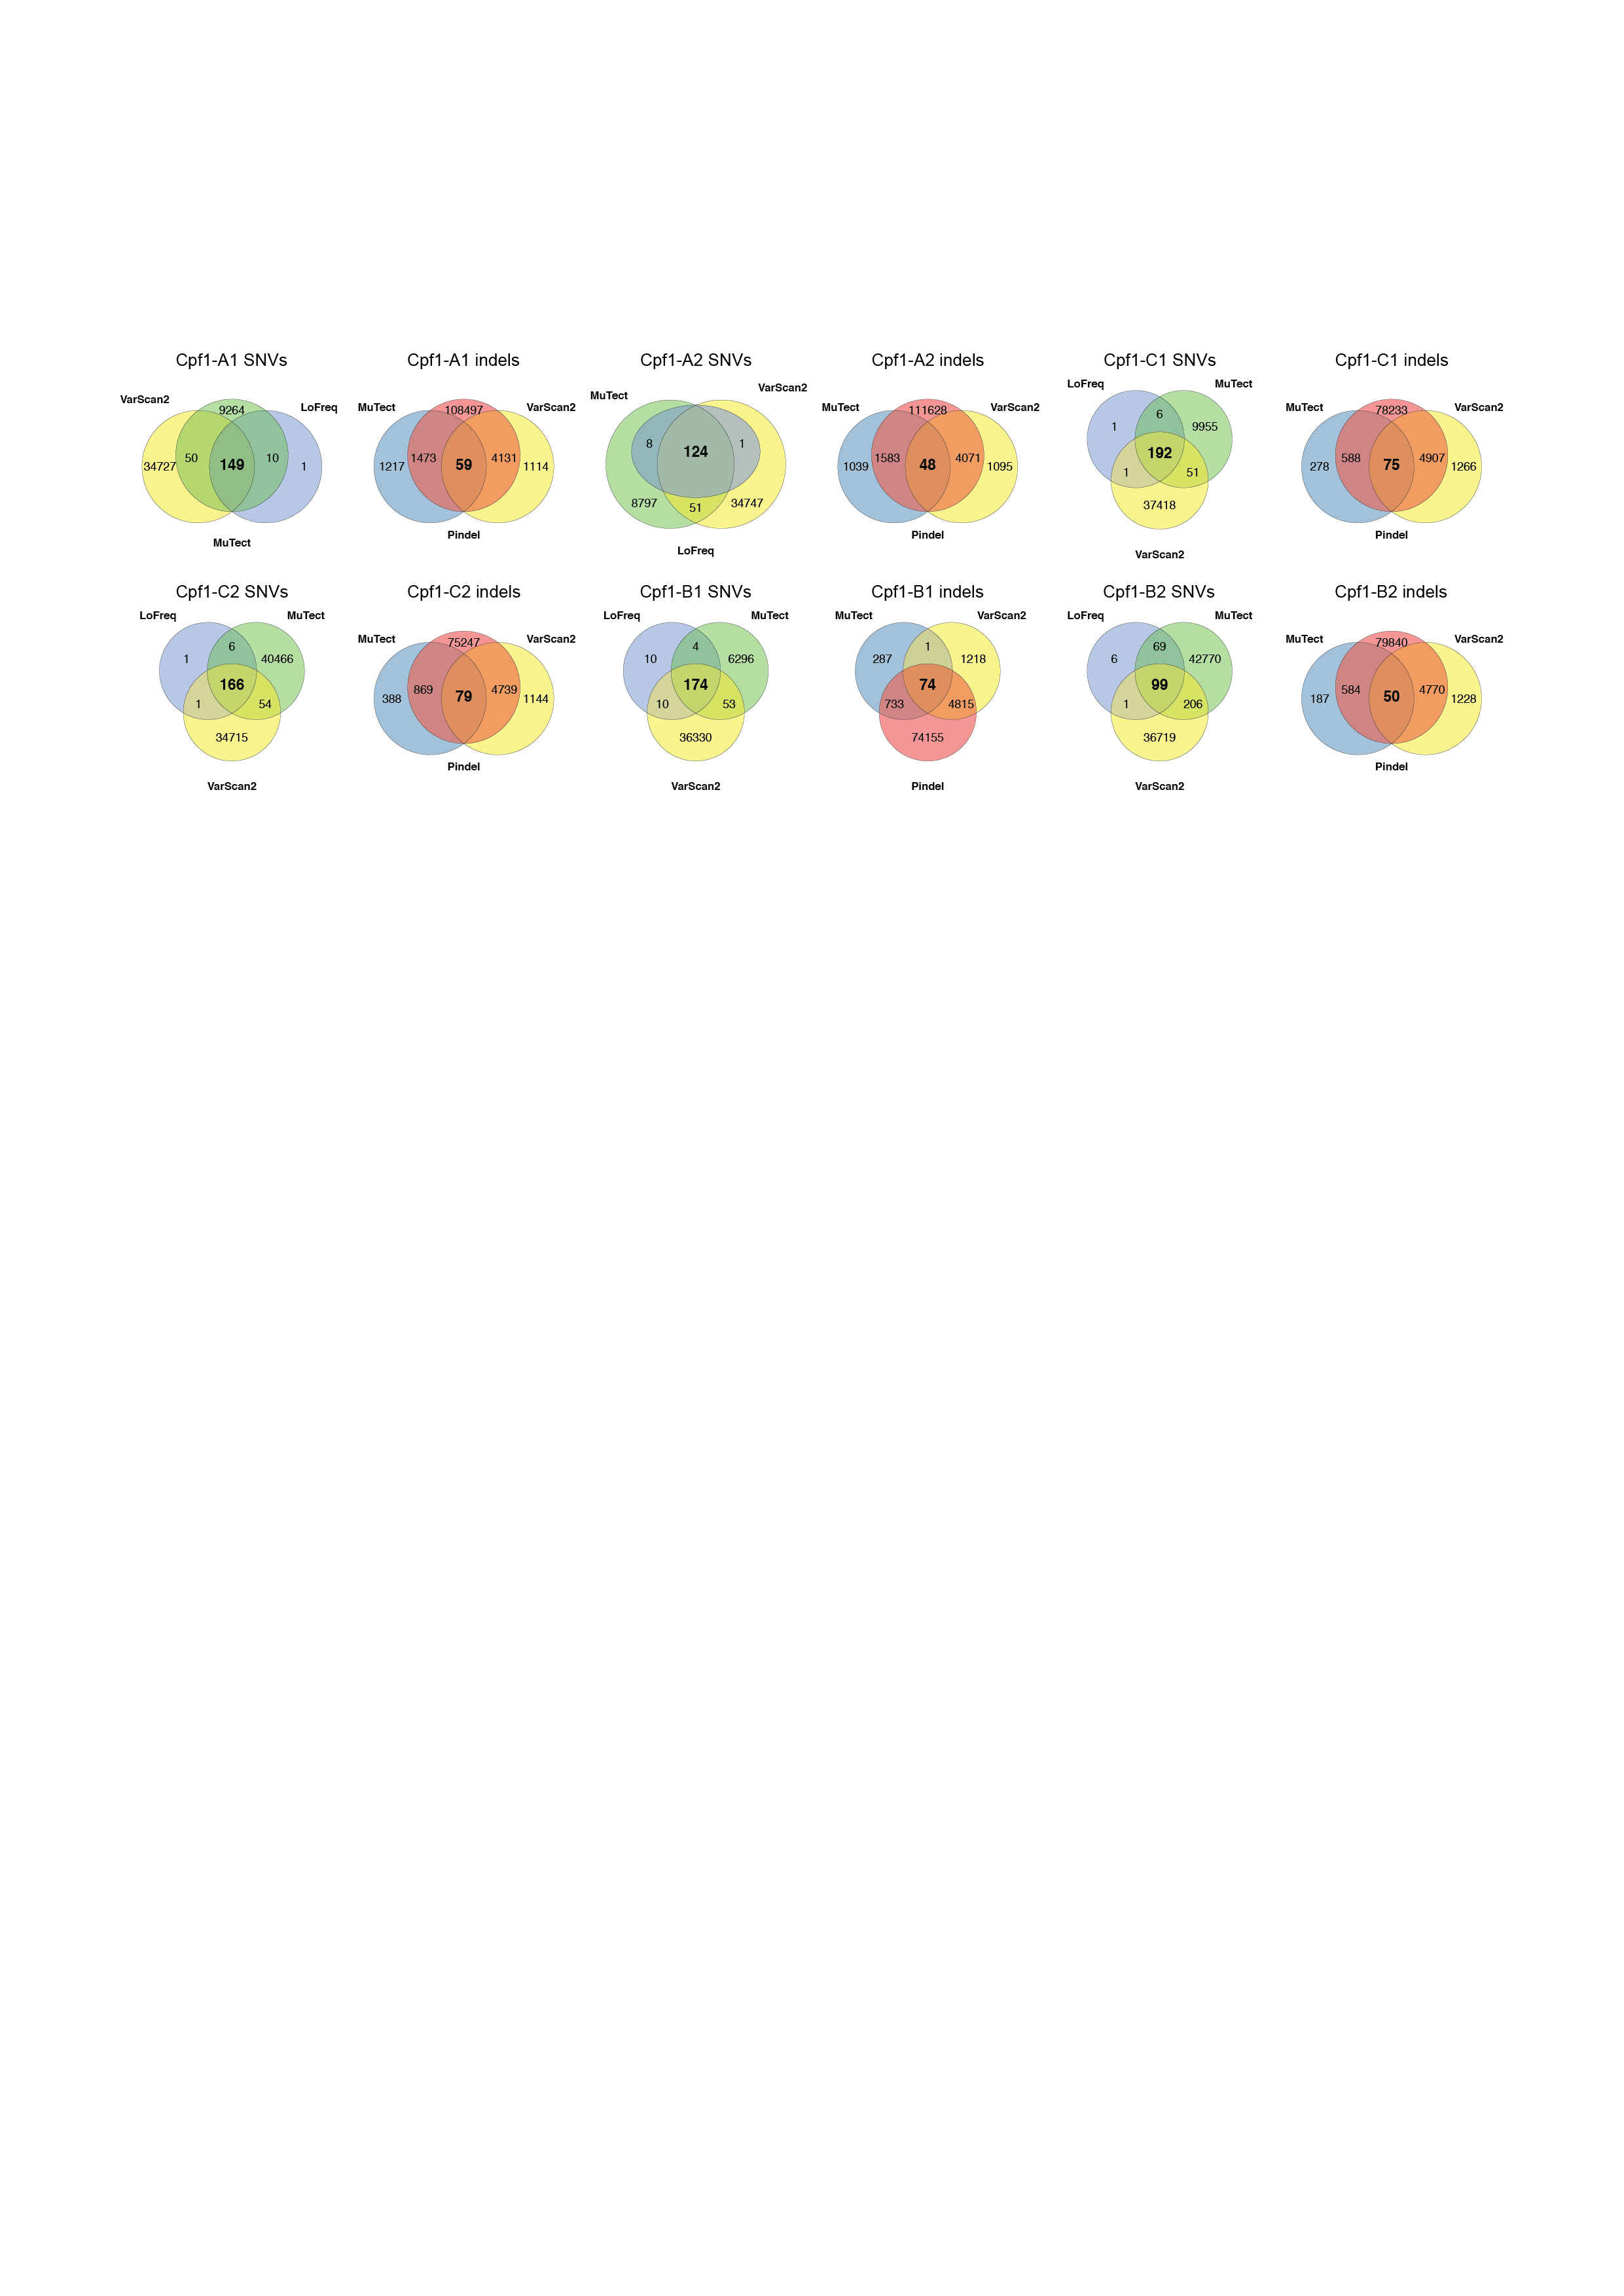 Cpf1-A1 SNVs
VarScan2
LoFreq
9264
34727
50
149
10
1
MuTect
Cpf1-A1 indels
MuTect
VarScan2
108497
1217
1473
59
4131
1114
Pindel
Cpf1-A2 SNVs
MuTect
VarScan2
8
124
1
8797
51
34747
LoFreq
Cpf1-A2 indels
MuTect
VarScan2
111628
1039
1583
48
4071
1095
Pindel
Cpf1-C1 SNVs
LoFreq
MuTect
6
1
9955
192
1
51
37418
VarScan2
Cpf1-C1 indels
MuTect
VarScan2
78233
278
588
75
4907
1266
Pindel
Cpf1-C2 SNVs
LoFreq
MuTect
6
1
40466
166
1
54
34715
VarScan2
Cpf1-C2 indels
MuTect
VarScan2
75247
388
869
79
4739
1144
Pindel
Cpf1-B1 SNVs
LoFreq
MuTect
4
10
6296
174
10
53
36330
VarScan2
Cpf1-B1 indels
MuTect
VarScan2
1
287
1218
74
733
4815
74155
Pindel
Cpf1-B2 SNVs
LoFreq
MuTect
69
6
42770
99
1
206
36719
VarScan2
Cpf1-B2 indels
MuTect
VarScan2
79840
187
584
50
4770
1228
Pindel